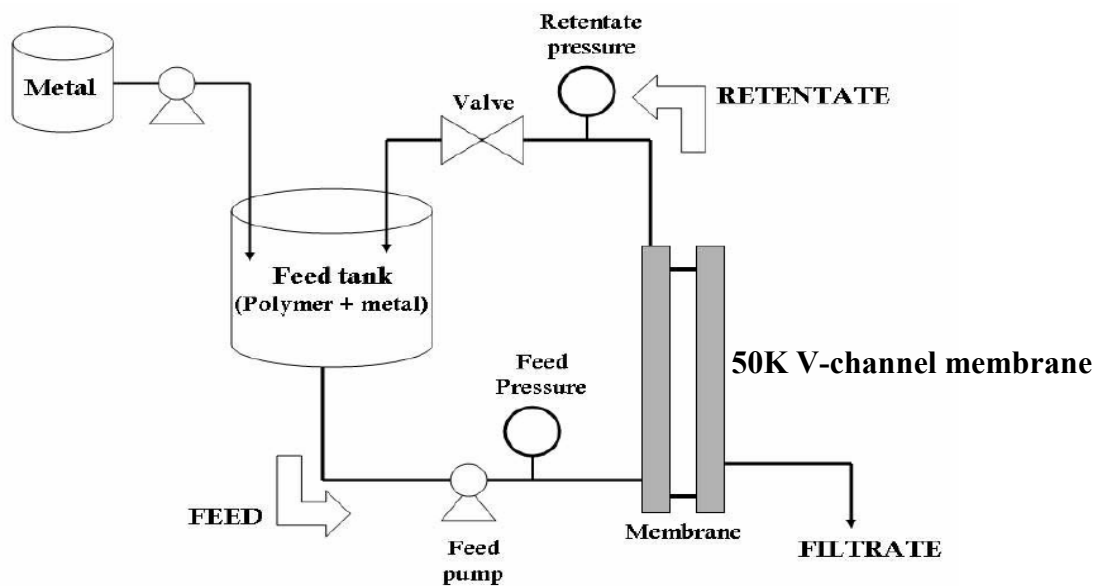 Retentate
pressure
Metal
Valve
RETENTATE
Feed tank
(Polymer + metal)
50K V-channel membrane
Feed
Pressure
FEED
Feed
pump
Membrane
FILTRATE